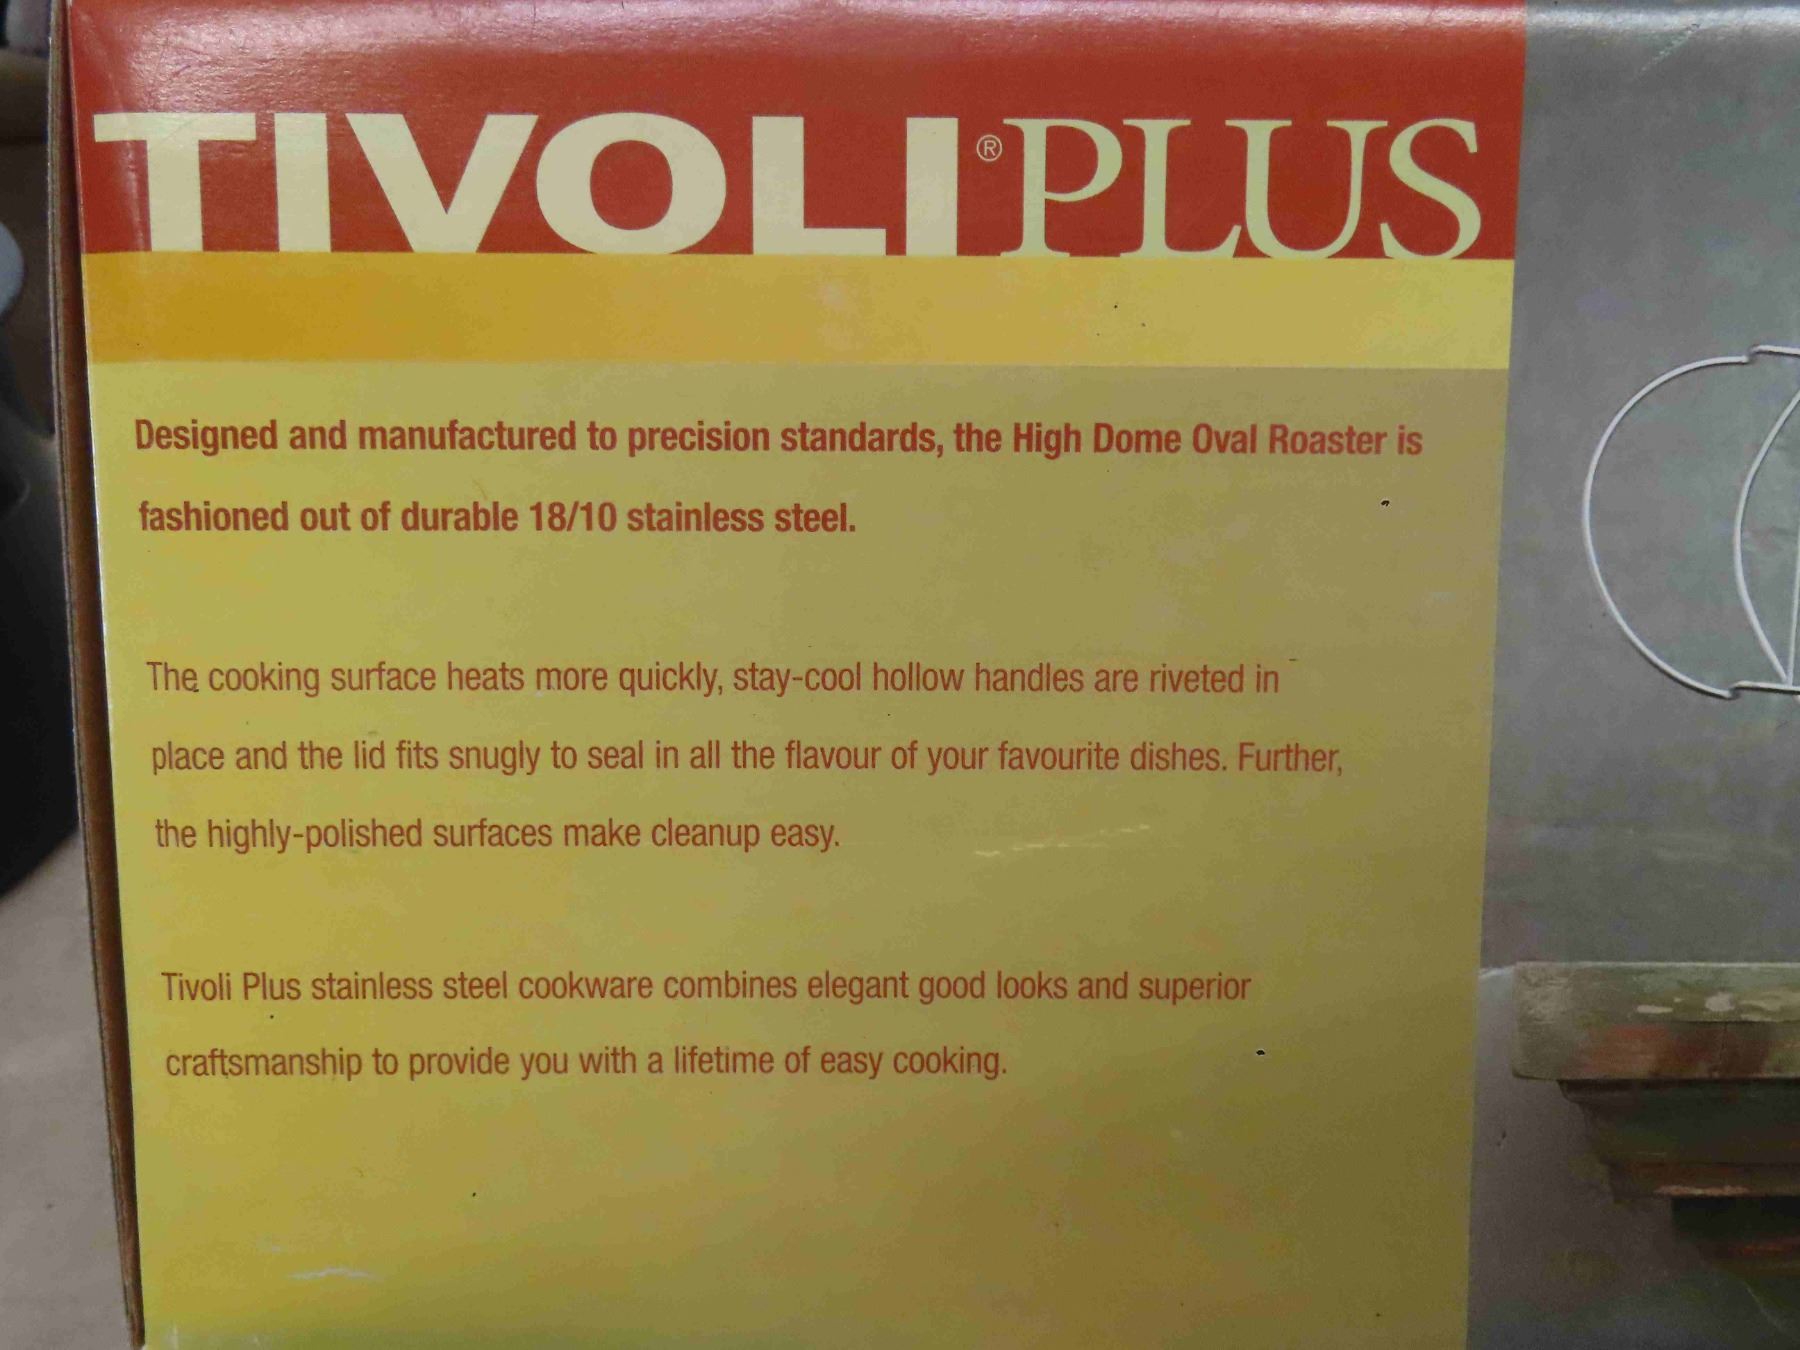 TIVOLI®PLUS
Designed and manufactured to precision standards, the High Dome Oval Roaster is
fashioned out of durable 18/10 stainless steel.
The cooking surface heats more quickly, stay-cool hollow handles are riveted in
place and the lid fits snugly to seal in all the flavour of your favourite dishes. Further,
the highly-polished surfaces make cleanup easy.
Tivoli Plus stainless steel cookware combines elegant good looks and superior
craftsmanship to provide you with a lifetime of easy cooking.